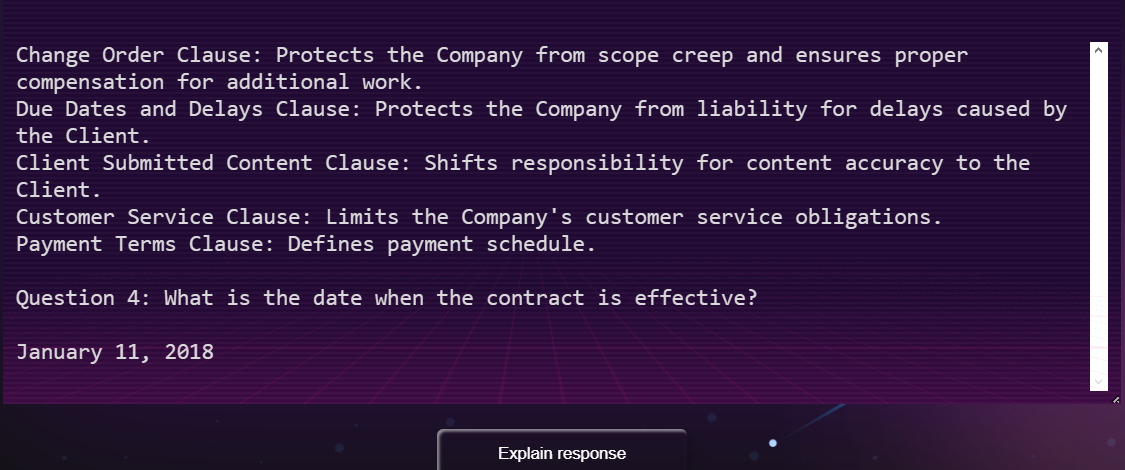 Change Order Clause: Protects the Company from scope creep and ensures proper
compensation for additional work.
Due Dates and Delays Clause: Protects the Company from liability for delays caused by
the Client.
Client Submitted Content Clause: Shifts responsibility for content accuracy to the
Client.
Customer Service Clause: Limits the Company's customer service obligations.
Payment Terms Clause: Defines payment schedule.
Question 4: What is the date when the contract is effective?
January 11, 2018
Explain response